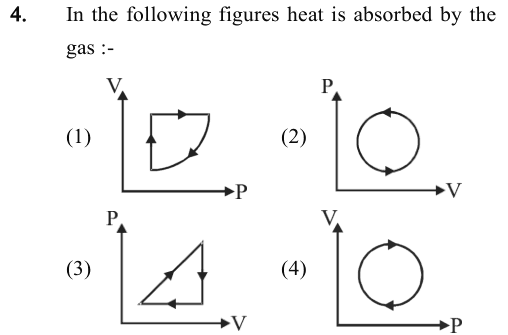 4. In the following figures heat is absorbed by the
gas :-
(1) V P
(2) P V
(3) P V
(4) V P